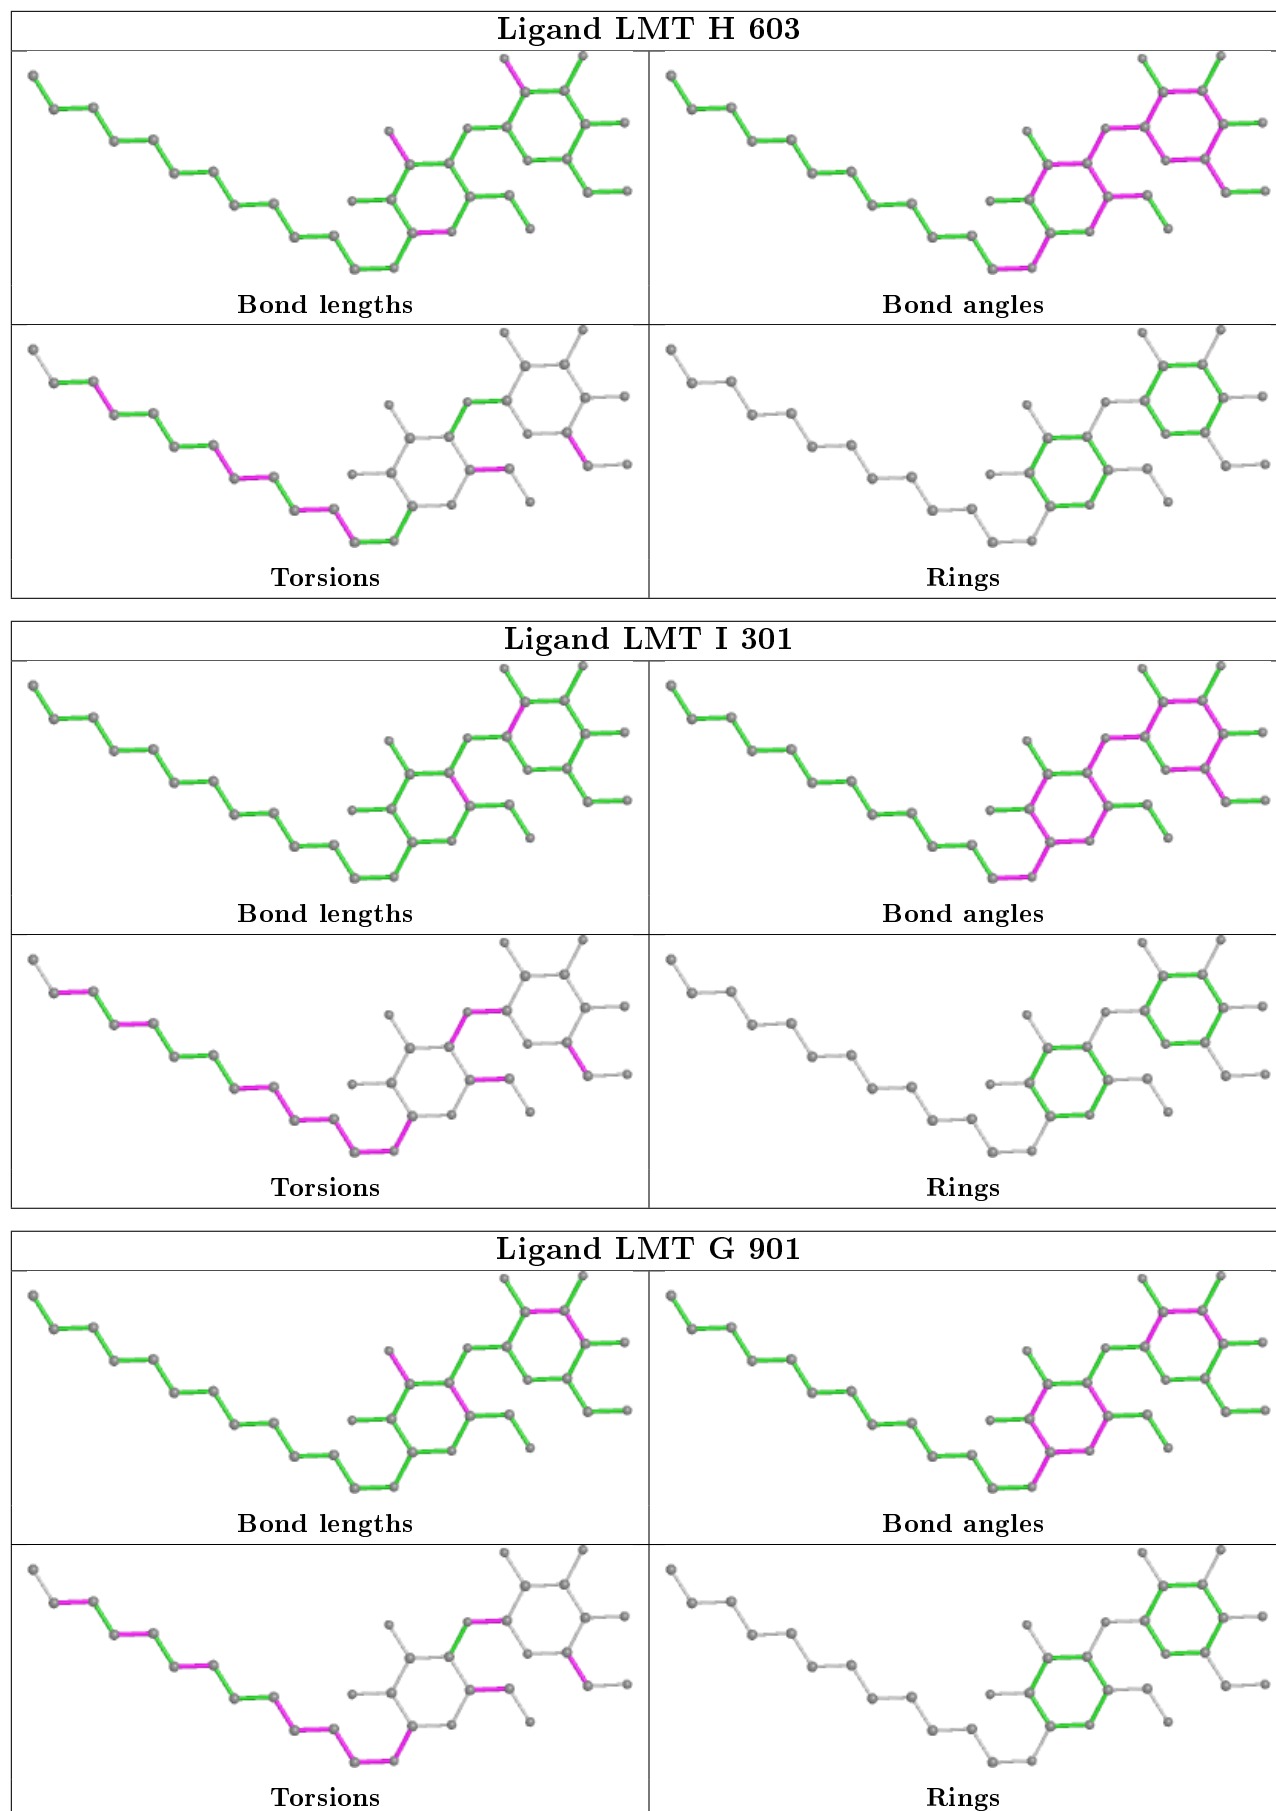 Ligand LMT H 603
Bond lengths
Bond angles
Torsions
Rings
Ligand LMT I 301
Bond lengths
Bond angles
Torsions
Rings
Ligand LMT G 901
Bond lengths
Bond angles
Torsions
Rings